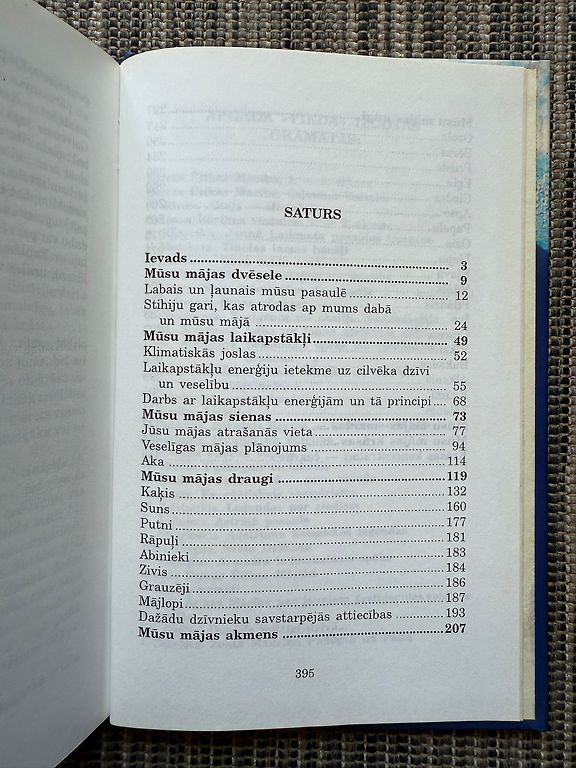 SATURS
Ievads 3
Mūsu mājas dvēsele 9
Labais un ļaunais mūsu pasaulē 12
Stihiju gari, kas atrodas ap mums dabā
un mūsu mājā 24
Mūsu mājas laikapstākļi 49
Klimatiskās joslas 52
Laikapstākļu enerģiju ietekme uz cilvēka dzīvi
un veselību 55
Darbs ar laikapstākļu enerģijām un tā principi 68
Mūsu mājas sienas 73
Jūsu mājas atrašanās vieta 77
Veselīgas mājas plānojums 94
Aka 114
Mūsu mājas draugi 119
Kaķis 132
Suns 160
Putni 177
Rāpuļi 181
Abinieki 183
Zivis 184
Grauzēji 186
Mājlopi 187
Dažādu dzīvnieku savstarpējās attiecības 193
Mūsu mājas akmens 207
395